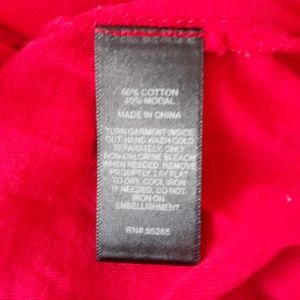 60% COTTON
40% MODAL
MADE IN CHINA
TURN GARMENT INSIDE
OUT. HAND WASH COLD
SEPARATELY. ONLY
NON-CHLORINE BLEACH
WHEN NEEDED. REMOVE
PROMPTLY. LAY FLAT
TO DRY. COOL IRON
IF NEEDED. DO NOT
IRON ON
EMBELLISHMENT.
RN# 55285